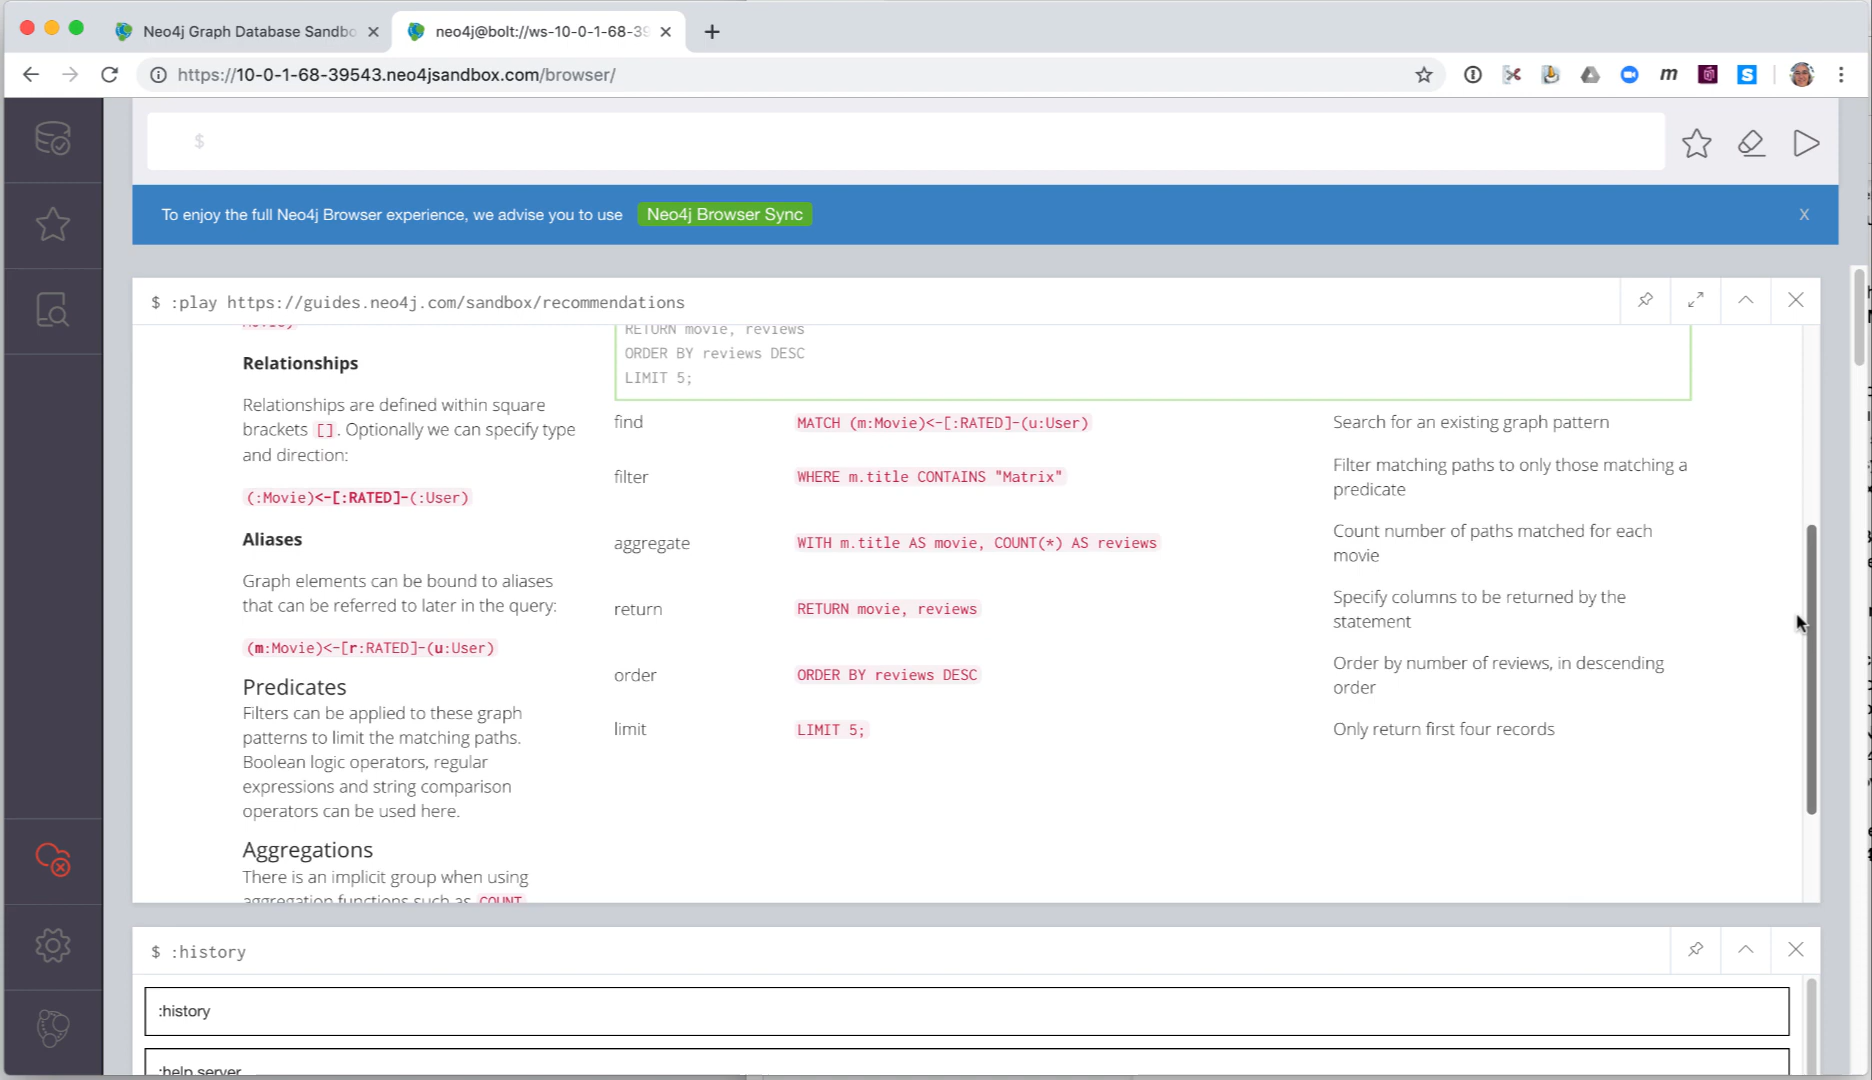 Neo4j Graph Database Sandbo
neo4j@bolt://ws-10-0-1-68-39
https://10-0-1-68-39543.neo4jsandbox.com/browser/
$
To enjoy the full Neo4j Browser experience, we advise you to use Neo4j Browser Sync X
$ :play https://guides.neo4j.com/sandbox/recommendations
Relationships
Relationships are defined within square
brackets []. Optionally we can specify type
and direction:
(:Movie)<-[:RATED]-(:User)
Aliases
Graph elements can be bound to aliases
that can be referred to later in the query:
(m:Movie)<-[r:RATED]-(u:User)
Predicates
Filters can be applied to these graph
patterns to limit the matching paths.
Boolean logic operators, regular
expressions and string comparison
operators can be used here.
Aggregations
There is an implicit group when using
aggregation functions such as COUNT
RETURN movie, reviews
ORDER BY reviews DESC
LIMIT 5;
find MATCH (m:Movie)<-[:RATED]-(u:User) Search for an existing graph pattern
filter WHERE m.title CONTAINS "Matrix" Filter matching paths to only those matching a
predicate
aggregate WITH m.title AS movie, COUNT(*) AS reviews Count number of paths matched for each
movie
return RETURN movie, reviews Specify columns to be returned by the
statement
order ORDER BY reviews DESC Order by number of reviews, in descending
order
limit LIMIT 5; Only return first four records
$ :history
:history
:help server